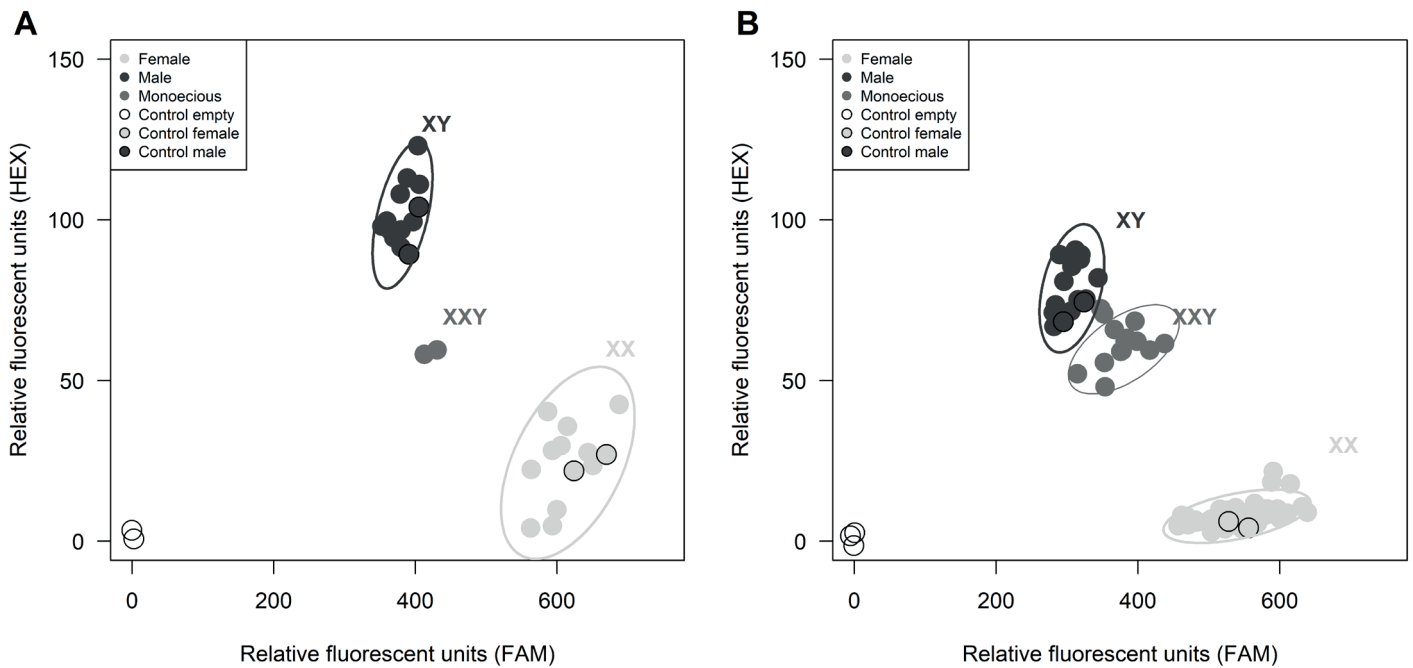 A
Relative fluorescent units (HEX)
150
100
50
0
Female
Male
Monoecious
Control empty
Control female
Control male
XY
XXY
XX
0
200
400
600
Relative fluorescent units (FAM)
B
Relative fluorescent units (HEX)
150
100
50
0
Female
Male
Monoecious
Control empty
Control female
Control male
XY
XXY
XX
0
200
400
600
Relative fluorescent units (FAM)